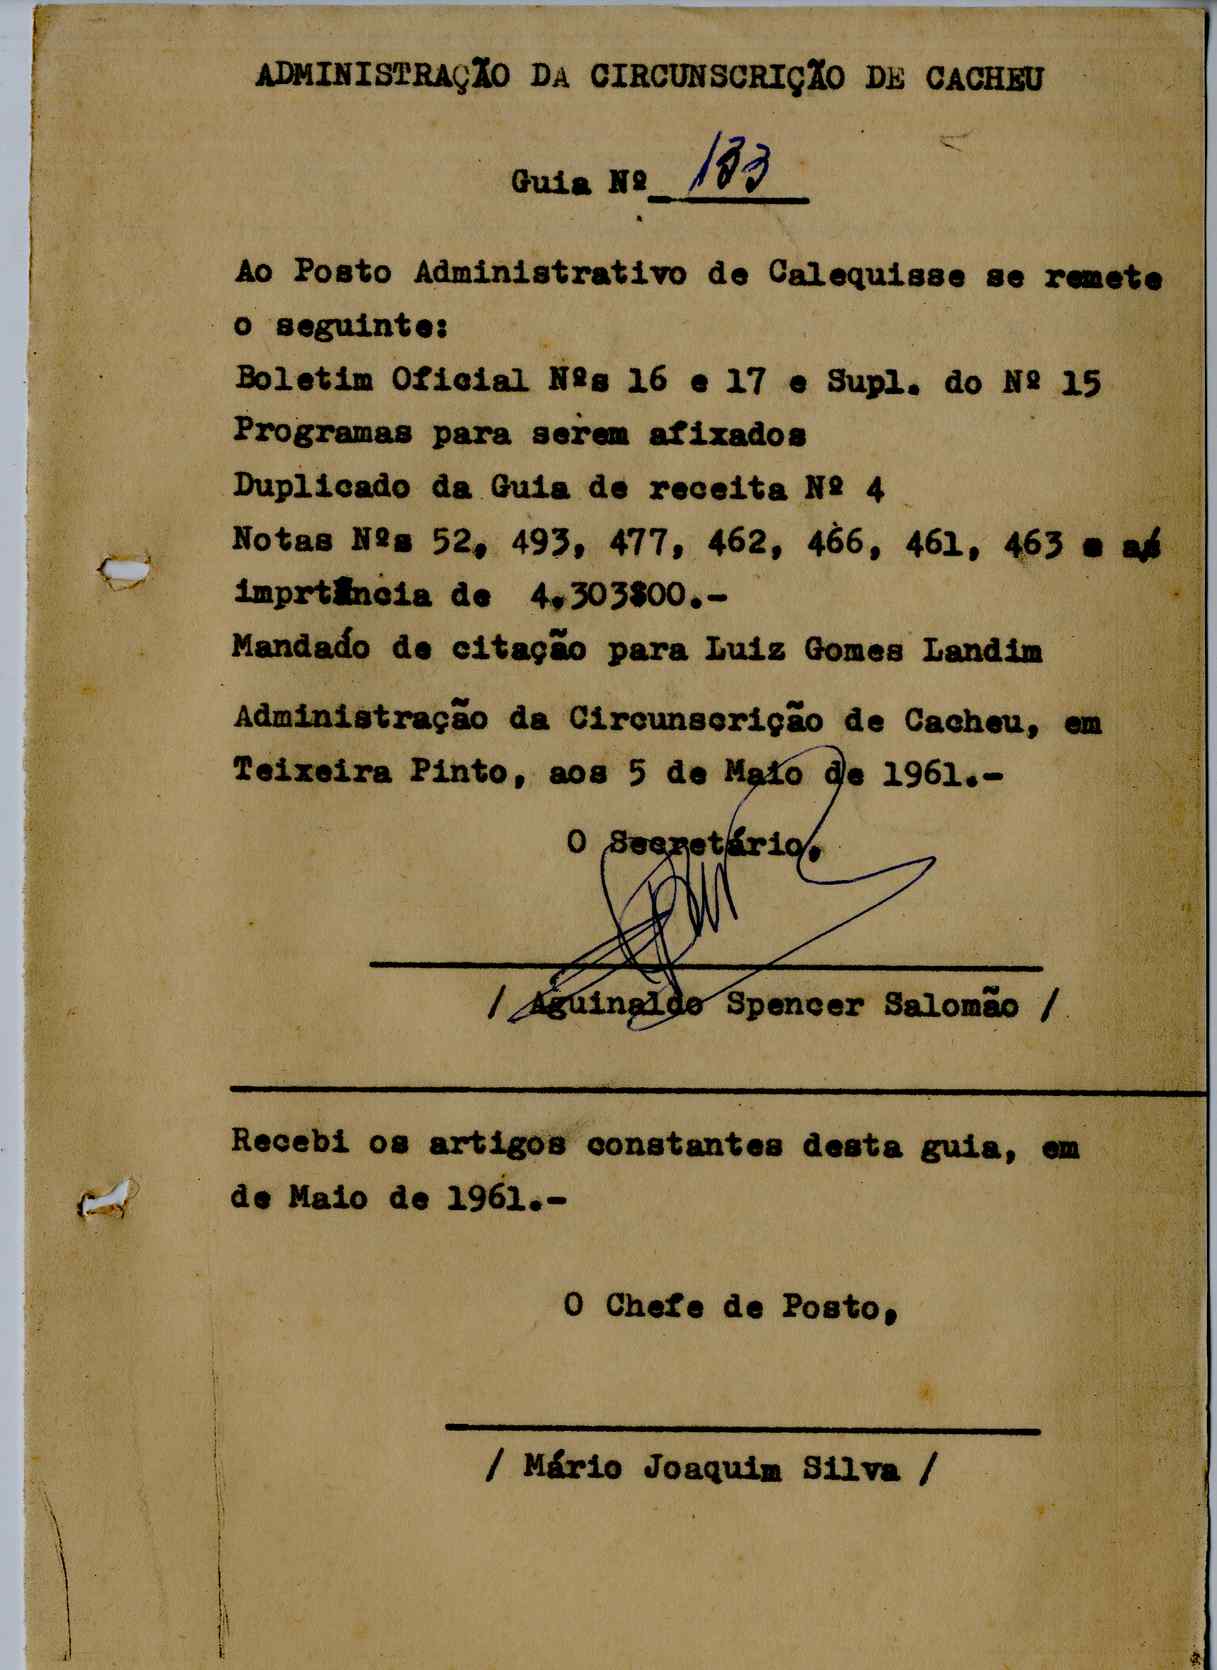 ADMINISTRAÇÃO DA CIRCUNSCRIÇÃO DE CACHEU
Guia Nº 133
Ao Posto Administrativo de Calequisse se remete
o seguinte:
Boletim Oficial Nºs 16 e 17 e Supl. do Nº 15
Programas para serem afixados
Duplicado da Guia de receita Nº 4
Notas Nºs 52, 493, 477, 462, 466, 461, 463 e a
imprtância de 4,303$00.-
Mandado de citação para Luiz Gomes Landim
Administração da Circunscrição de Cacheu, em
Teixeira Pinto, aos 5 de Maio de 1961.-
O Secretário,
/ Aguinaldo Spencer Salomão /
Recebi os artigos constantes desta guia, em
de Maio de 1961.-
O Chefe de Posto,
/ Mário Joaquim Silva /